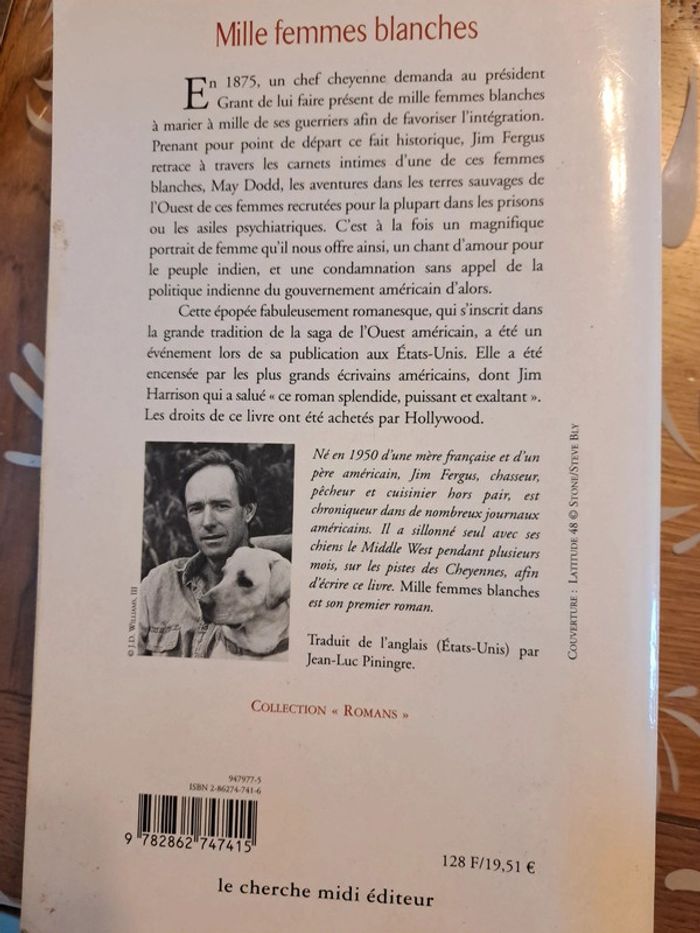 Mille femmes blanches
En 1875, un chef cheyenne demanda au président
Grant de lui faire présent de mille femmes blanches
à marier à mille de ses guerriers afin de favoriser l'intégration.
Prenant pour point de départ ce fait historique, Jim Fergus
retrace à travers les carnets intimes d'une de ces femmes
blanches, May Dodd, les aventures dans les terres sauvages de
l'Ouest de ces femmes recrutées pour la plupart dans les prisons
ou les asiles psychiatriques. C'est à la fois un magnifique
portrait de femme qu'il nous offre ainsi, un chant d'amour pour
le peuple indien, et une condamnation sans appel de la
politique indienne du gouvernement américain d'alors.
Cette épopée fabuleusement romanesque, qui s'inscrit dans
la grande tradition de la saga de l'Ouest américain, a été un
événement lors de sa publication aux États-Unis. Elle a été
encensée par les plus grands écrivains américains, dont Jim
Harrison qui a salué « ce roman splendide, puissant et exaltant ».
Les droits de ce livre ont été achetés par Hollywood.
Né en 1950 d'une mère française et d'un
père américain, Jim Fergus, chasseur,
pêcheur et cuisinier hors pair, est
chroniqueur dans de nombreux journaux
américains. Il a sillonné seul avec ses
chiens le Middle West pendant plusieurs
mois, sur les pistes des Cheyennes, afin
d'écrire ce livre. Mille femmes blanches
est son premier roman.
Traduit de l'anglais (États-Unis) par
Jean-Luc Piningre.
© J.D. Williams, III
Couverture : Latitude 48 © Stone/Steve Bly
Collection « Romans »
947977-5
ISBN 2-86274-741-6
9 782862 747415
128 F/19,51 €
le cherche midi éditeur